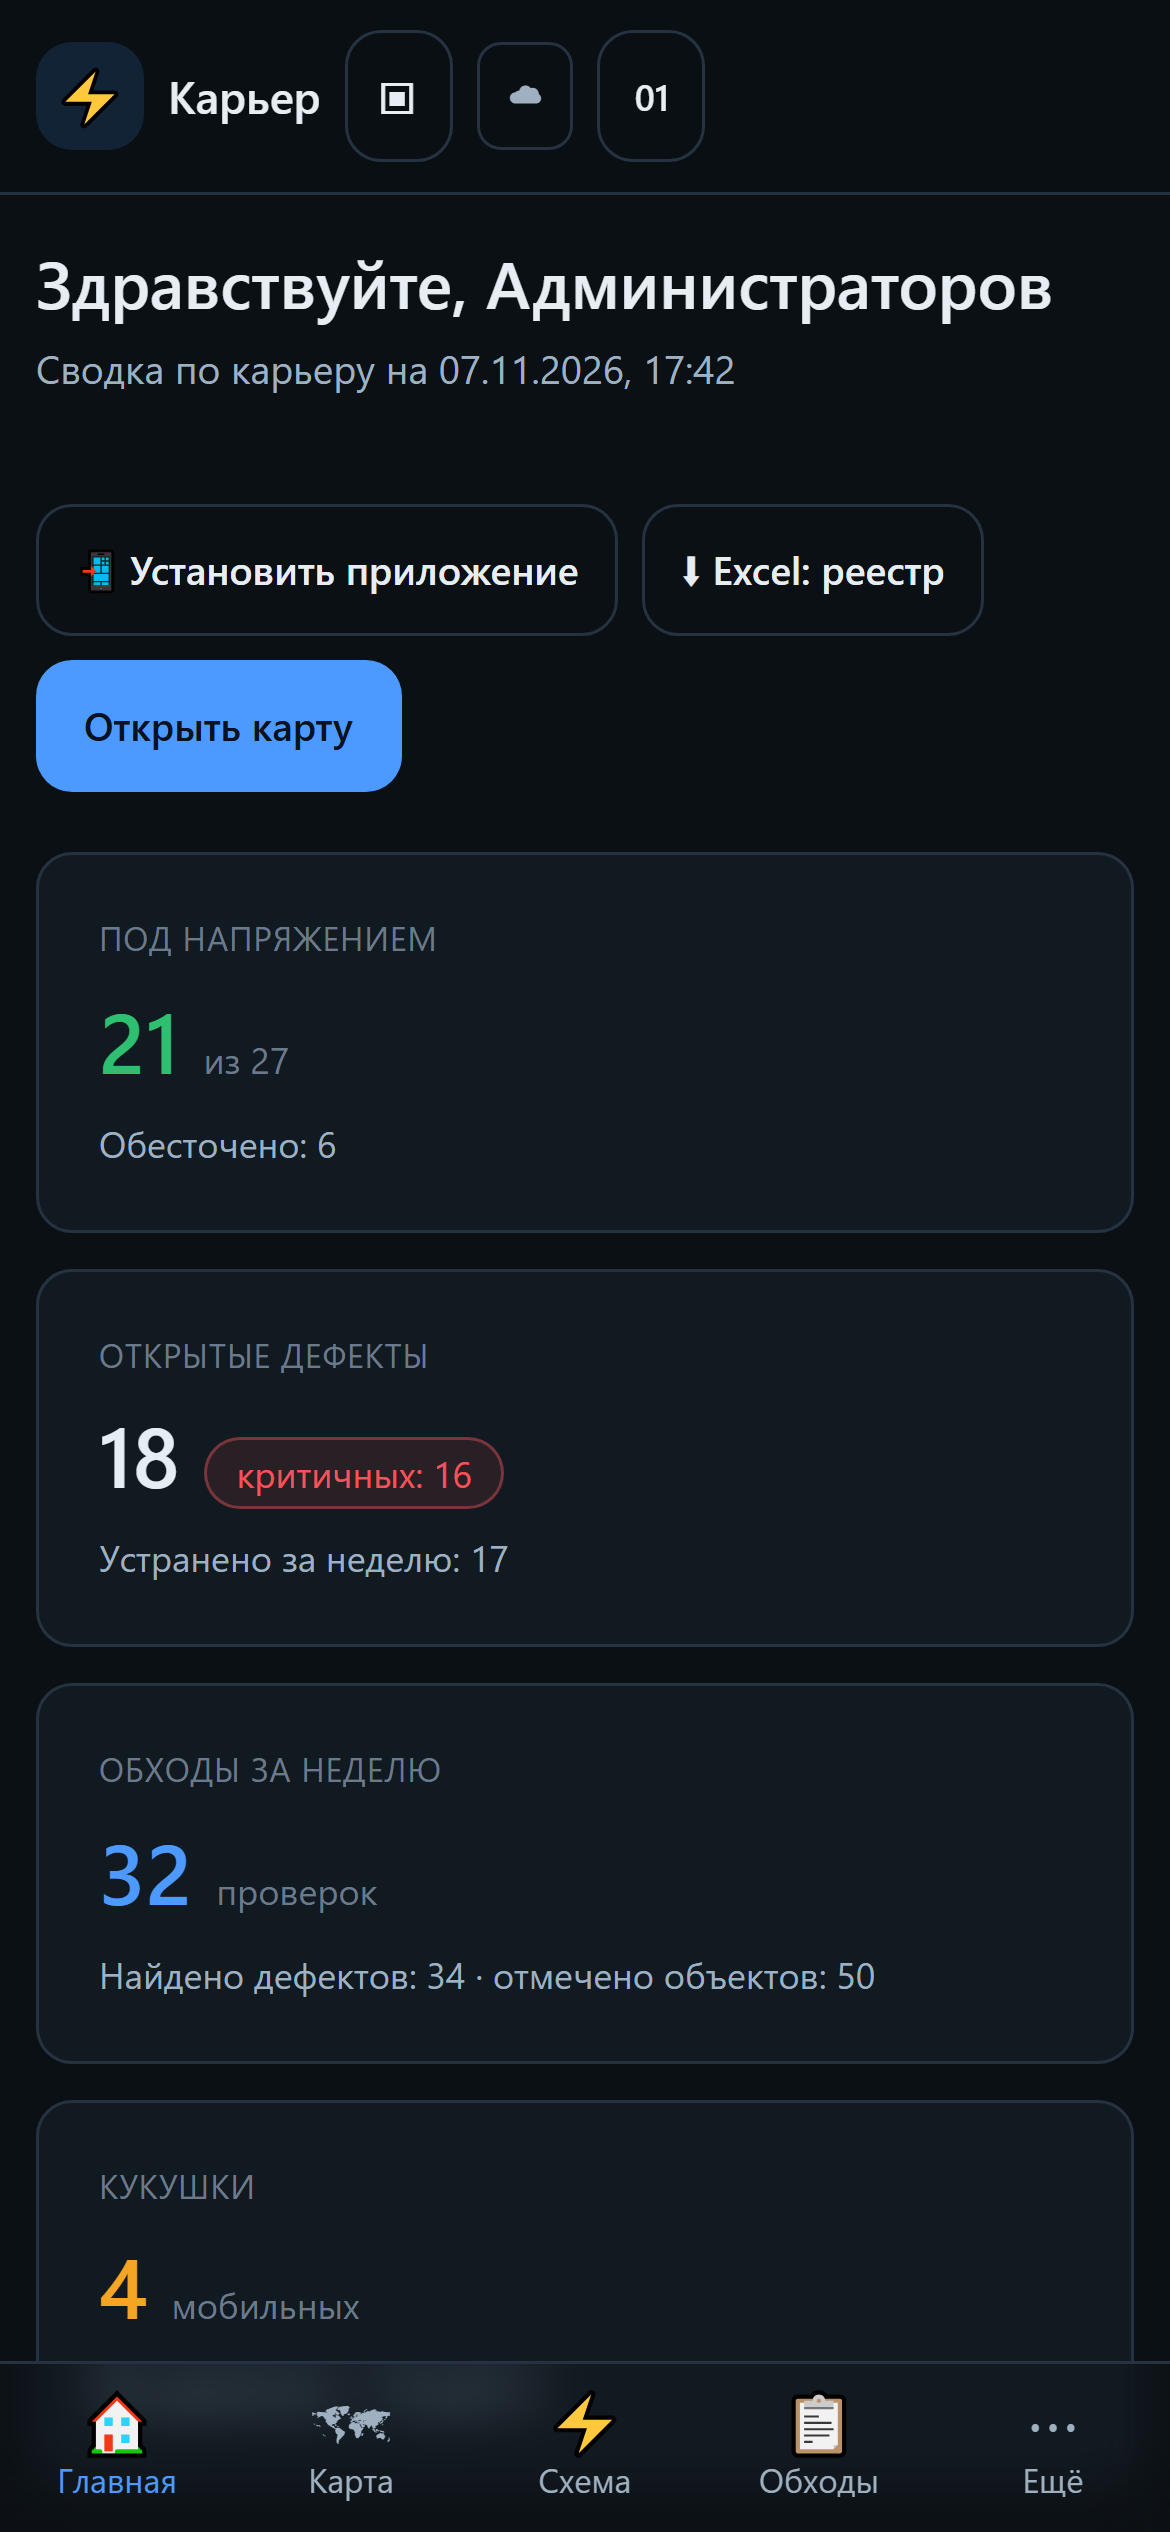 Карьер
01
Здравствуйте, Администраторов
Сводка по карьеру на 07.11.2026, 17:42
Установить приложение
⬇ Excel: реестр
Открыть карту
ПОД НАПРЯЖЕНИЕМ
21 из 27
Обесточено: 6
ОТКРЫТЫЕ ДЕФЕКТЫ
18 критичных: 16
Устранено за неделю: 17
ОБХОДЫ ЗА НЕДЕЛЮ
32 проверок
Найдено дефектов: 34 · отмечено объектов: 50
КУКУШКИ
4 мобильных
Главная
Карта
Схема
Обходы
Ещё